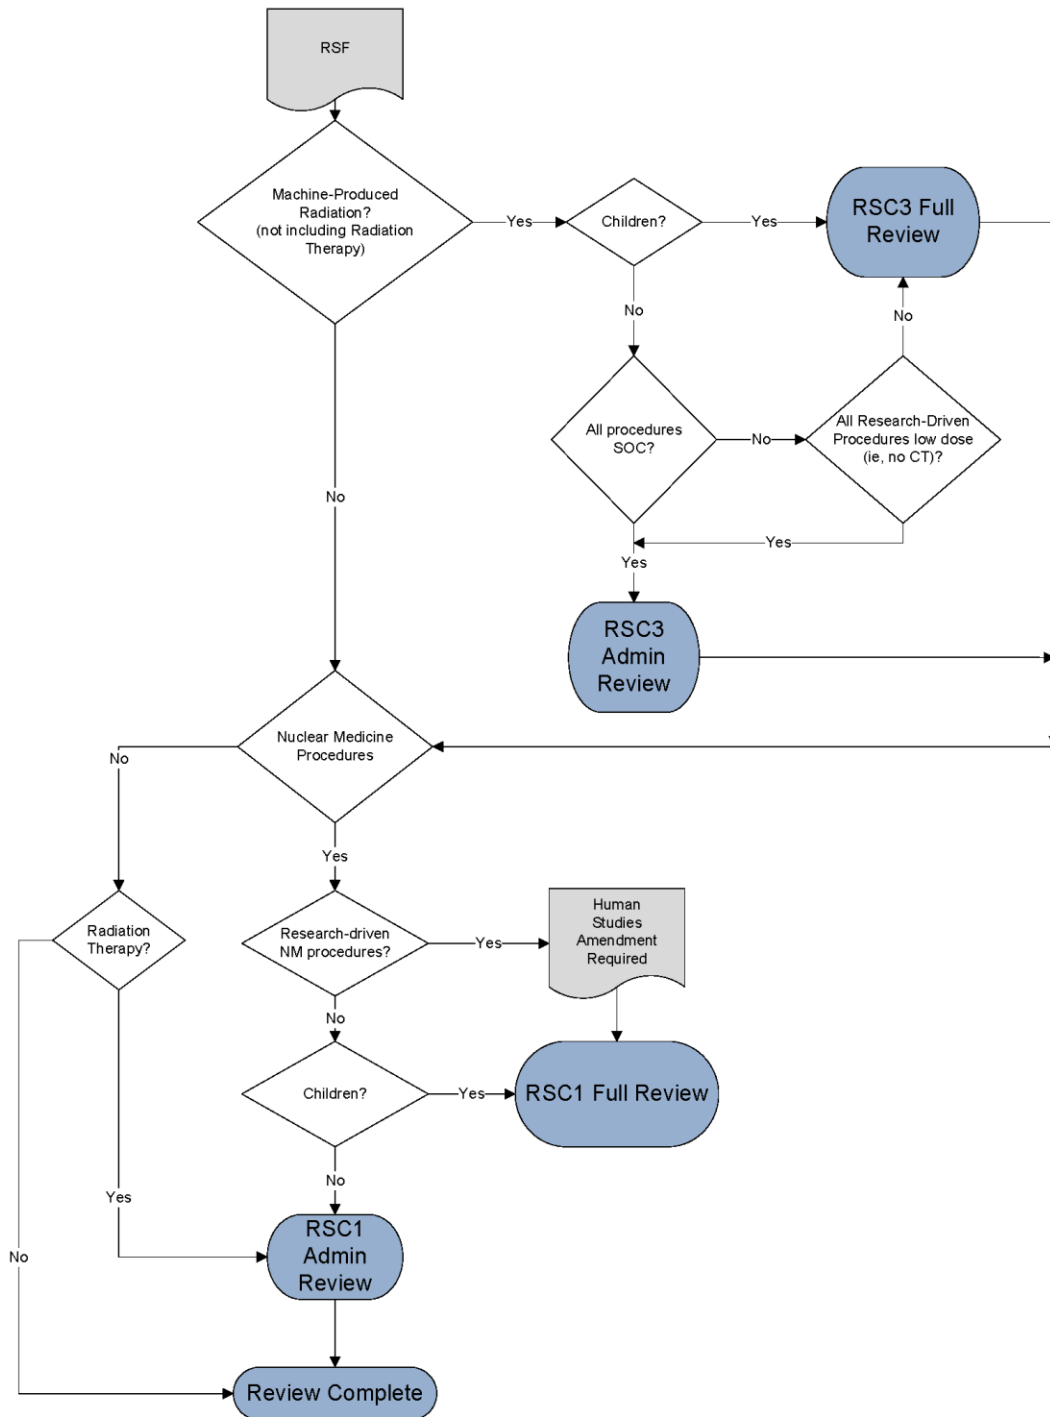 RSF
Machine-Produced
Radiation?
(not including Radiation
Therapy)
Yes
Children?
Yes
RSC3 Full
Review
No
No
No
All procedures
SOC?
No
All Research-Driven
Procedures low dose
(ie, no CT)?
Yes
Yes
RSC3
Admin
Review
Nuclear Medicine
Procedures
No
Yes
Radiation
Therapy?
Research-driven
NM procedures?
Yes
Human
Studies
Amendment
Required
No
Children?
Yes
RSC1 Full Review
No
Yes
RSC1
Admin
Review
No
Review Complete